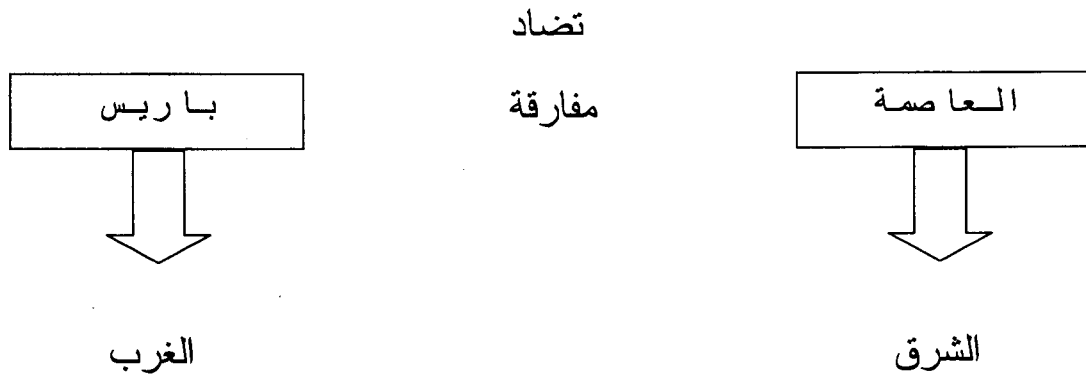 تضاد
العاصمة
مفارقة
باريس
الشرق
الغرب